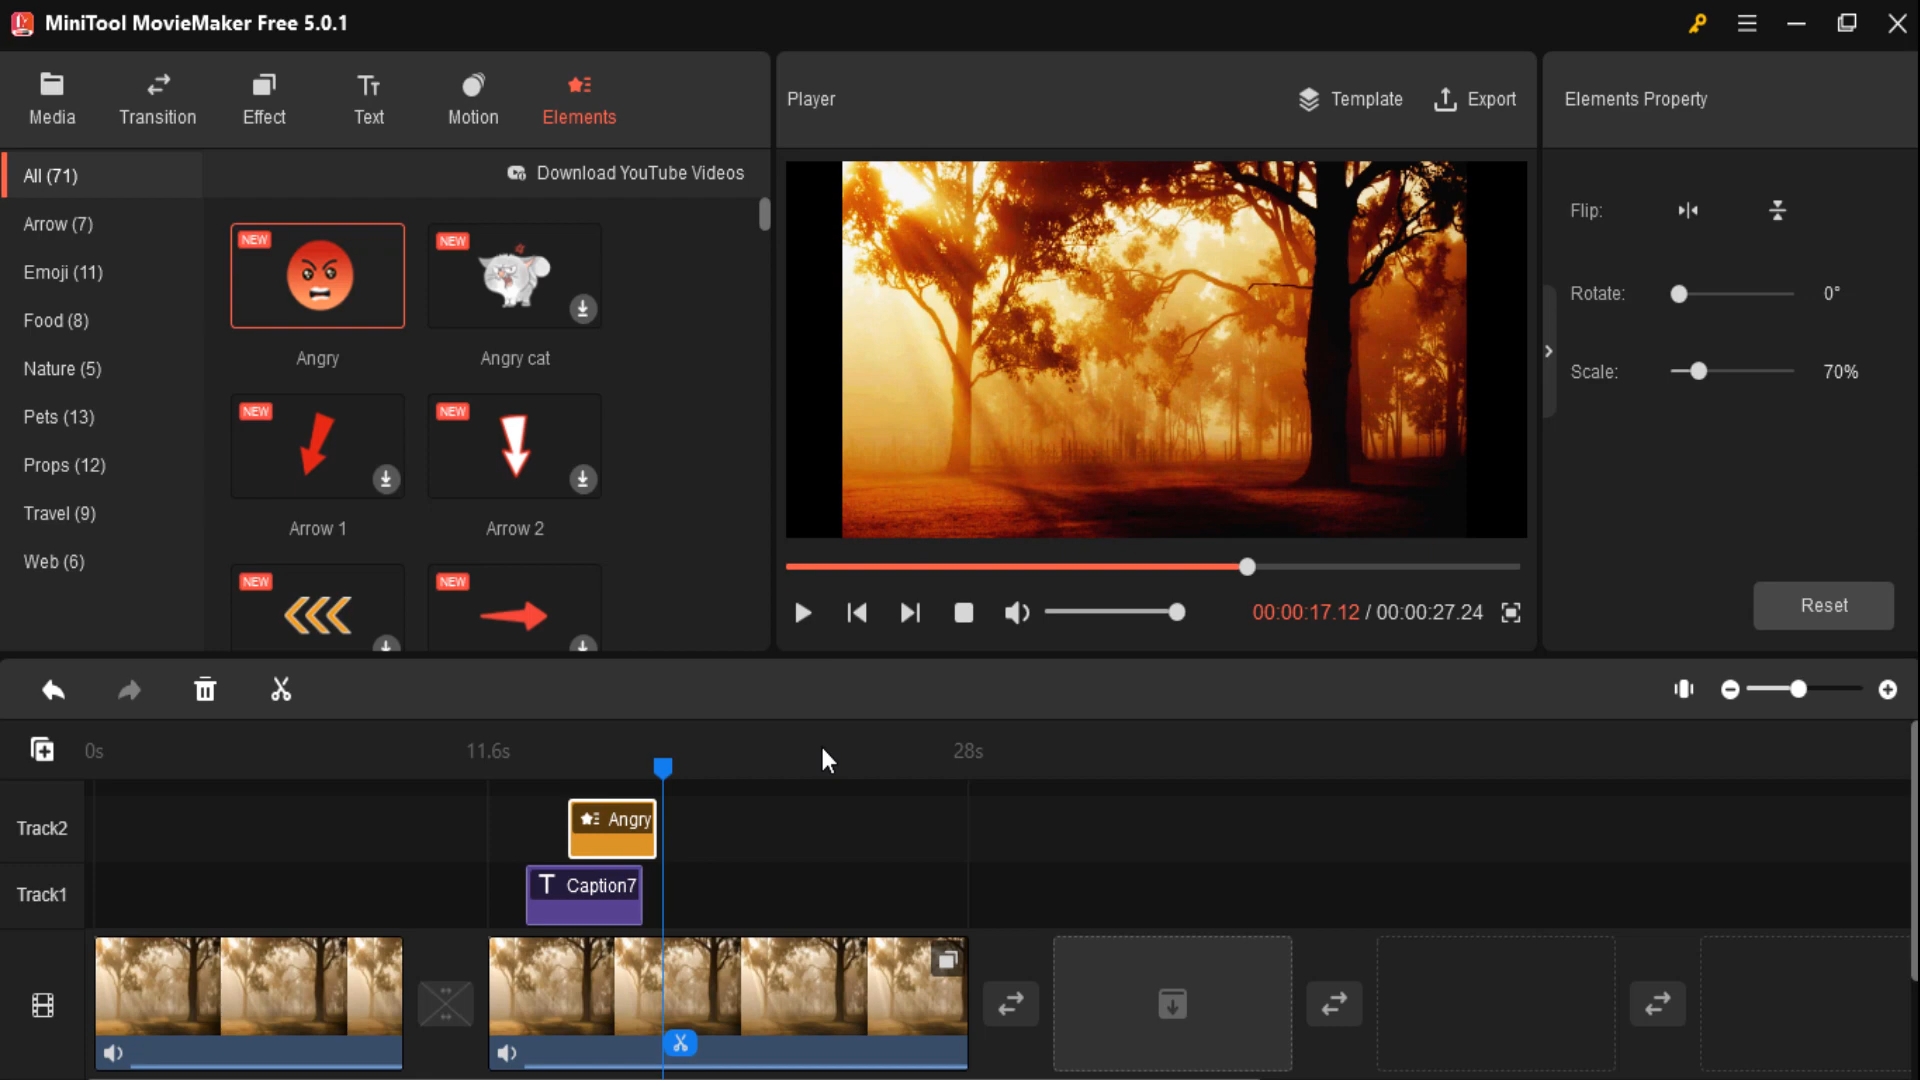 MiniTool MovieMaker Free 5.0.1
Media
Transition
Effect
Text
Motion
Elements
Player
Template
Export
Elements Property
All (71)
Download YouTube Videos
Arrow (7)
Emoji (11)
Food (8)
Nature (5)
Pets (13)
Props (12)
Travel (9)
Web (6)
NEW
NEW
Angry
Angry cat
NEW
NEW
Arrow 1
Arrow 2
NEW
NEW
Flip:
Rotate:
0°
Scale:
70%
Reset
00:00:17.12 / 00:00:27.24
0s
11.6s
28s
Track2
Angry
Track1
T Caption7